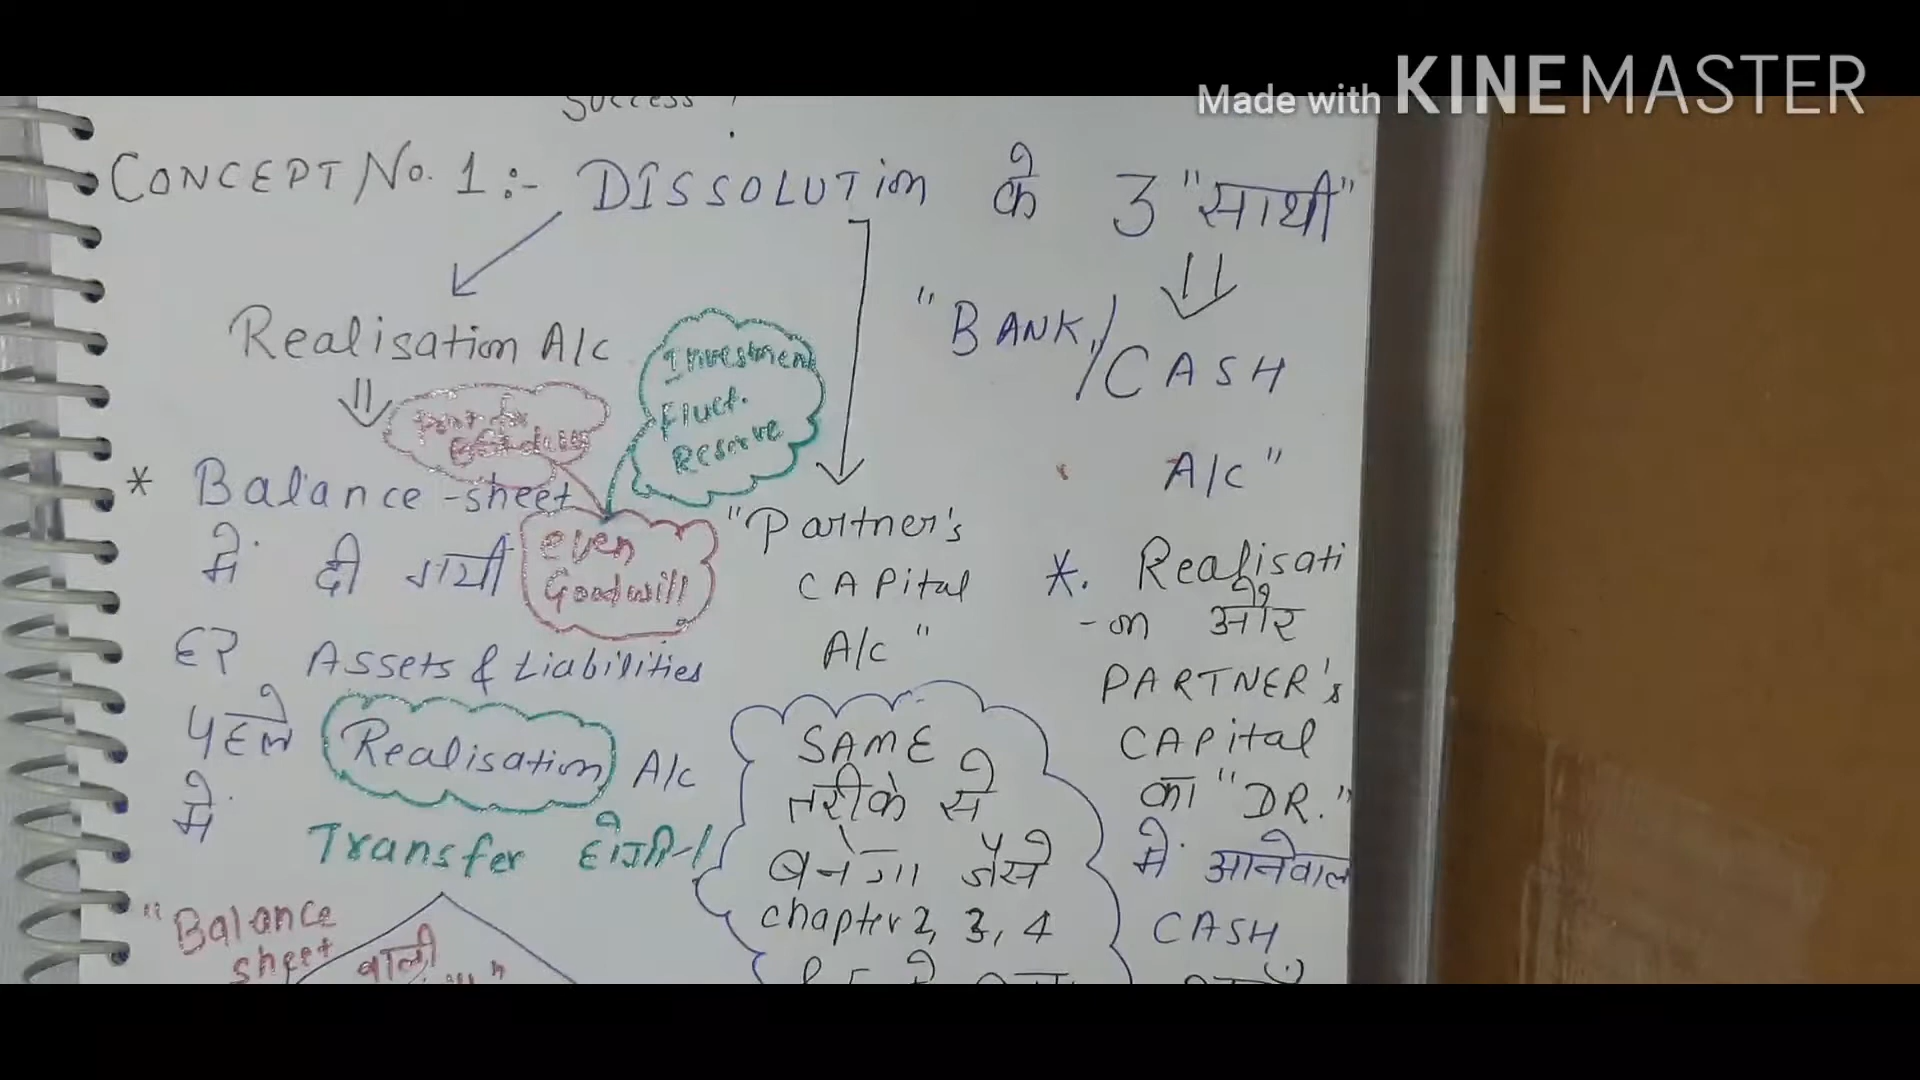 Made with KINEMASTER
Success !
CONCEPT No. 1 :- DISSOLUTion के 3 "साथी"
Realisation A/c
Investment
Fluct.
Reserve
"BANK/
CASH
A/c"
* Balance-sheet
में दी गयी
even
Goodwill
हर Assets & Liabilities
पहले Realisation A/c
में
Transfer होगी।
"Balance
sheet
वाली
"Partner's
CAPital
A/c"
SAME
तरीके से
बनेगा जैसे
chapter 2, 3, 4
*. Realisati
-on और
PARTNER's
CAPital
का "DR."
में आनेवाल
CASH